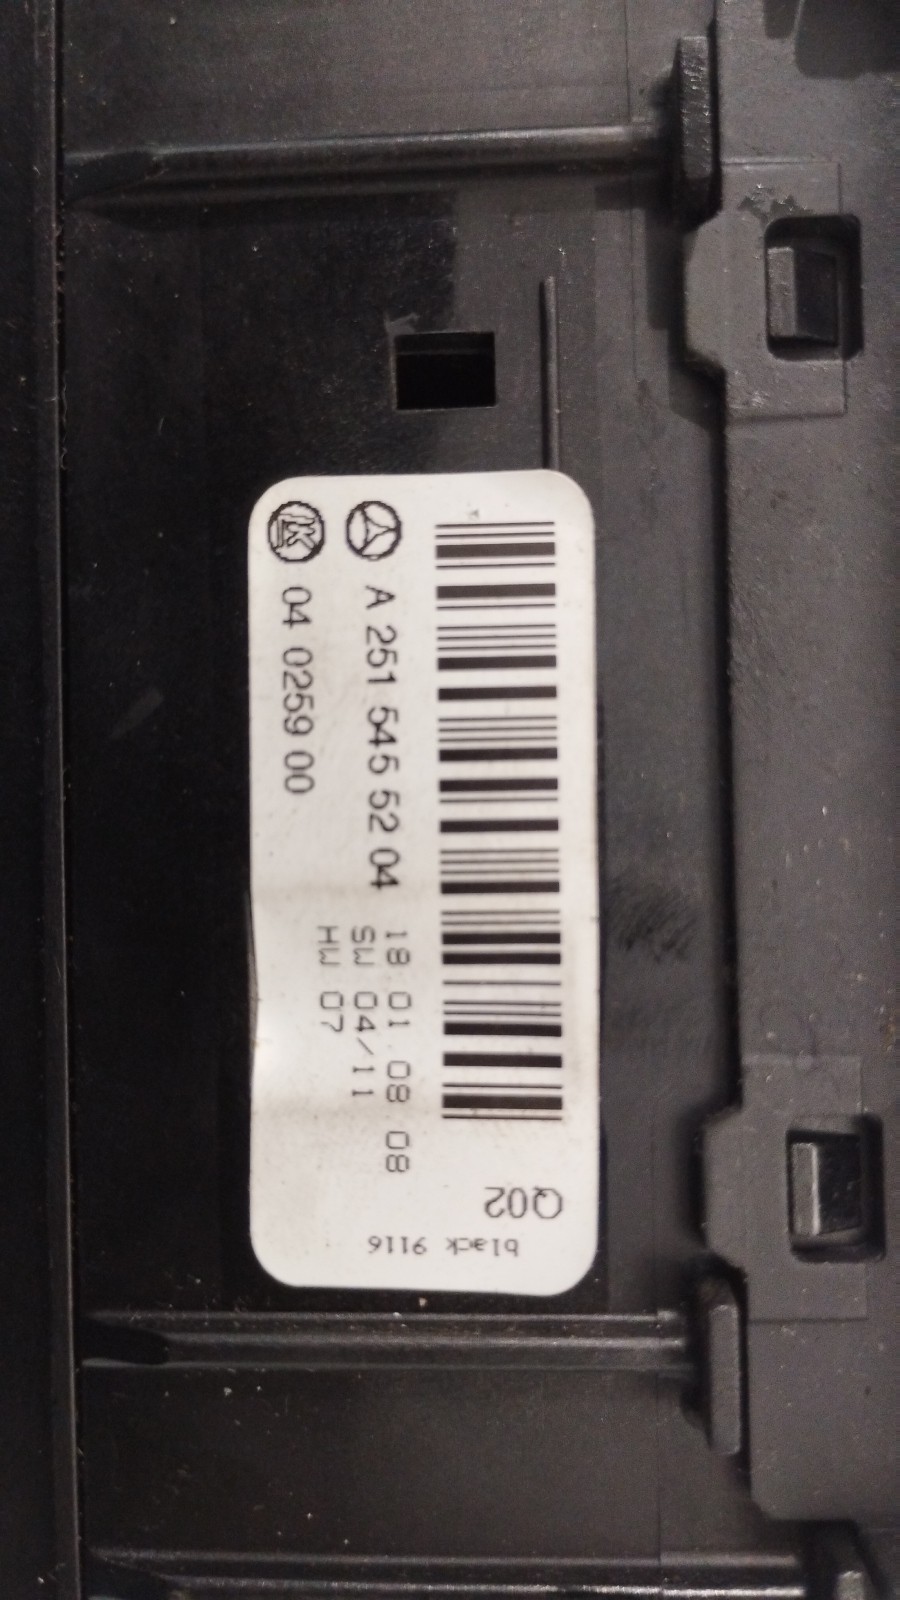 A 251 545 52 04
04 0259 00
18 01 08 08
SW 04/11
HW 07
Q02
black 9116